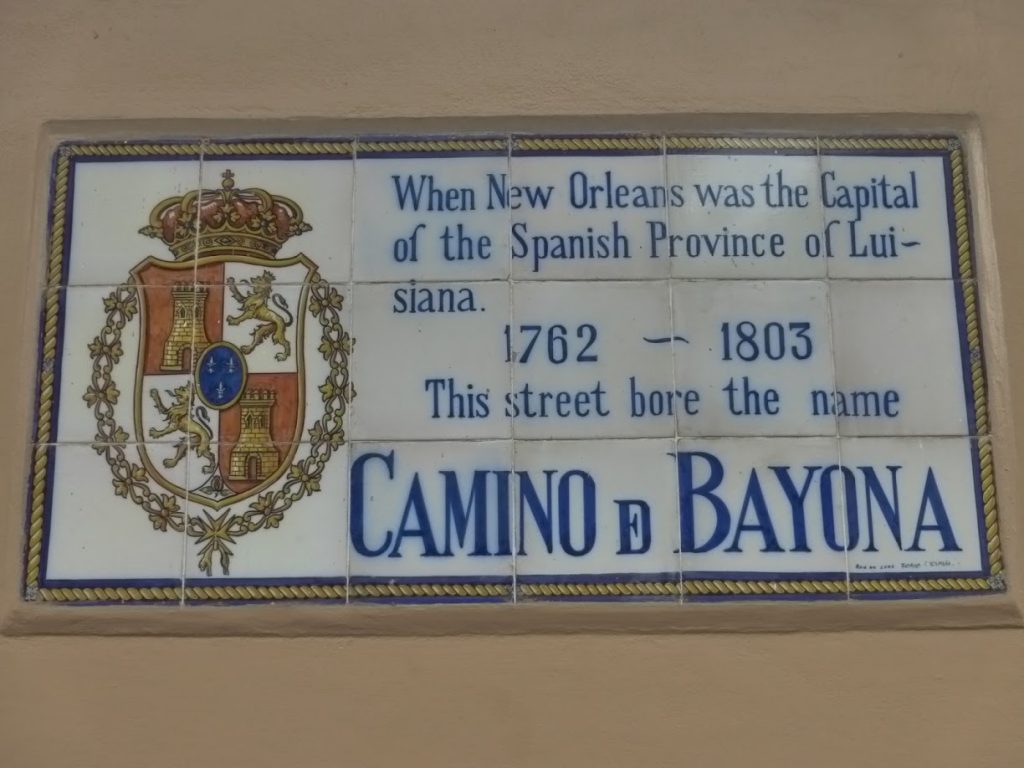 When New Orleans was the Capital
of the Spanish Province of Lui-
siana.
1762 ~ 1803
This street bore the name
CAMINO DE BAYONA